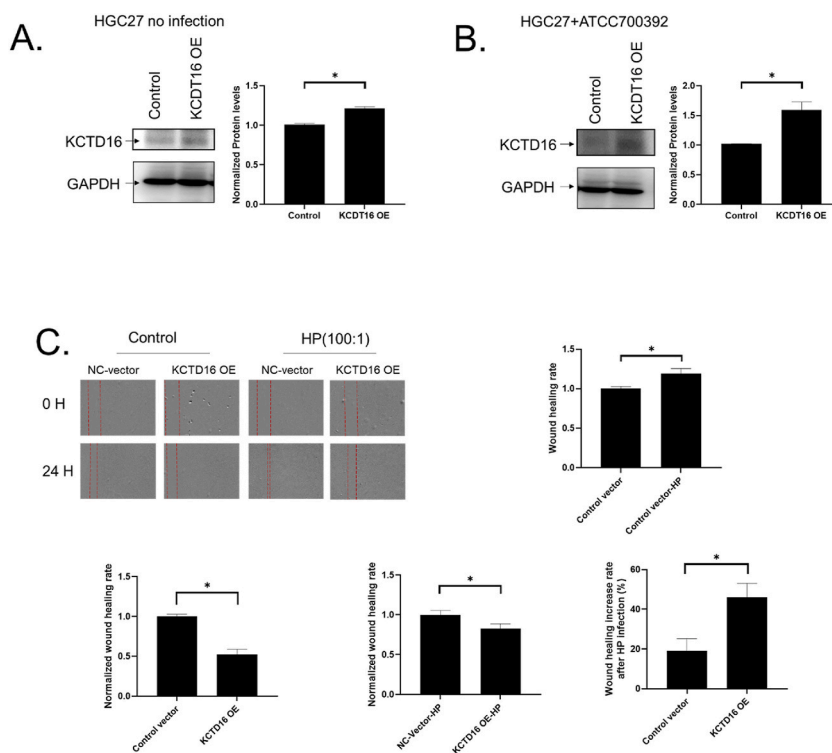 HGC27 no infection
A.
Control
KCDT16 OE
KCTD16
GAPDH
Normalized Protein levels
1.5
1.0
0.5
0.0
*
Control
KCDT16 OE
HGC27+ATCC700392
B.
Control
KCDT16 OE
KCTD16
GAPDH
Normalized Protein levels
2.0
1.5
1.0
0.5
0.0
*
Control
KCDT16 OE
C.
Control
HP(100:1)
NC-vector
KCTD16 OE
NC-vector
KCTD16 OE
0 H
24 H
Wound healing rate
2.0
1.5
1.0
0.5
0.0
*
Control vector
Control vector-HP
Normalized wound healing rate
1.5
1.0
0.5
0.0
*
Control vector
KCTD16 OE
Normalized wound healing rate
1.5
1.0
0.5
0.0
*
NC-Vector-HP
KCTD16 OE-HP
Wound healing increase rate
after HP infection (%)
60
40
20
0
*
Control vector
KCTD16 OE